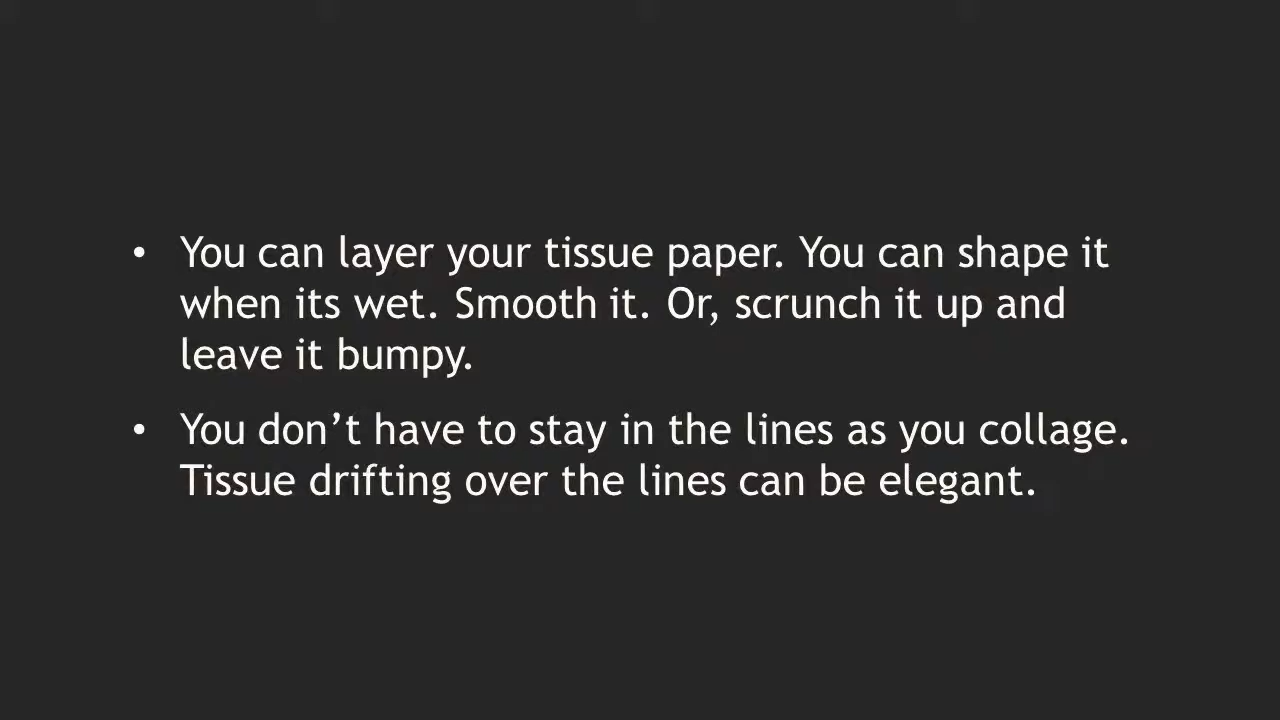 • You can layer your tissue paper. You can shape it
when its wet. Smooth it. Or, scrunch it up and
leave it bumpy.
• You don’t have to stay in the lines as you collage.
Tissue drifting over the lines can be elegant.